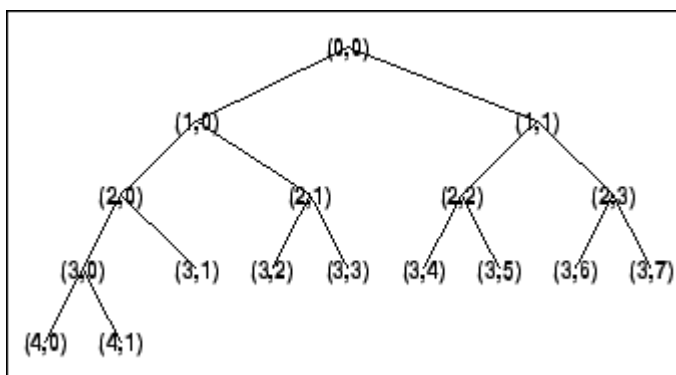 (0,0)
(1,0) (1,1)
(2,0) (2,1) (2,2) (2,3)
(3,0) (3,1) (3,2) (3,3) (3,4) (3,5) (3,6) (3,7)
(4,0) (4,1)